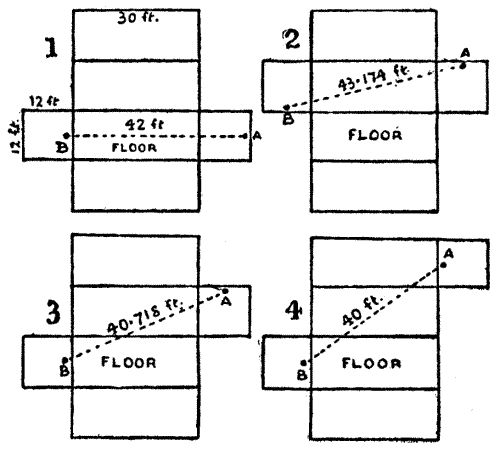 1
30 ft.
12 ft
12 ft.
42 ft
B
A
FLOOR
2
A
43·174 ft.
B
FLOOR
3
40·718 ft.
A
B
FLOOR
4
A
40 ft.
B
FLOOR